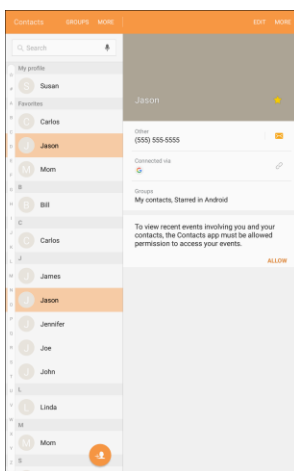 Contacts GROUPS MORE EDIT MORE
Search
My profile
S Susan
Favorites
C Carlos
J Jason
M Mom
B
B Bill
C
C Carlos
J
J James
J Jason
J Jennifer
J Joe
J John
L
L Linda
M
M Mom
S
Jason
Other
(555) 555-5555
Connected via
G
Groups
My contacts, Starred in Android
To view recent events involving you and your
contacts, the Contacts app must be allowed
permission to access your events.
ALLOW